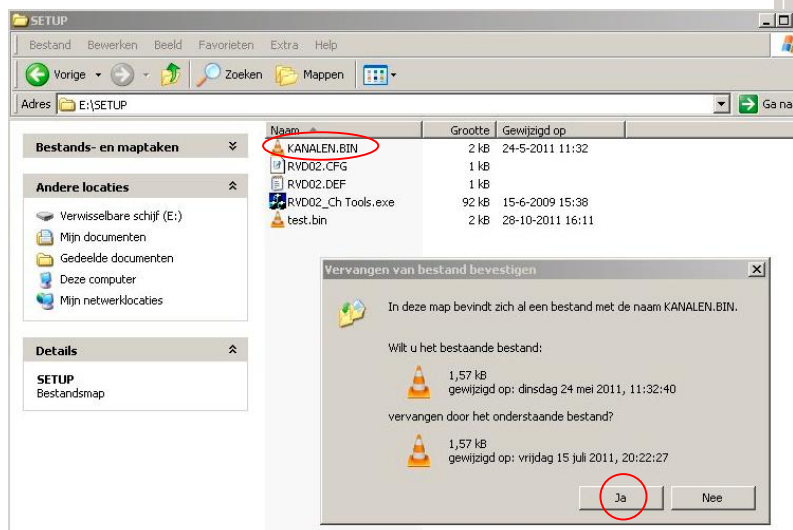 SETUP
Bestand Bewerken Beeld Favorieten Extra Help
Vorige Zoeken Mappen
Adres E:\SETUP Ga na
Bestands- en maptaken
Andere locaties
Verwisselbare schijf (E:)
Mijn documenten
Gedeelde documenten
Deze computer
Mijn netwerklocaties
Details
SETUP
Bestandsmap
Naam Grootte Gewijzigd op
KANALEN.BIN 2 kB 24-5-2011 11:32
RVD02.CFG 1 kB
RVD02.DEF 1 kB
RVD02_Ch Tools.exe 92 kB 15-6-2009 15:38
test.bin 2 kB 28-10-2011 16:11
Vervangen van bestand bevestigen
In deze map bevindt zich al een bestand met de naam KANALEN.BIN.
Wilt u het bestaande bestand:
1,57 kB
gewijzigd op: dinsdag 24 mei 2011, 11:32:40
vervangen door het onderstaande bestand?
1,57 kB
gewijzigd op: vrijdag 15 juli 2011, 20:22:27
Ja Nee